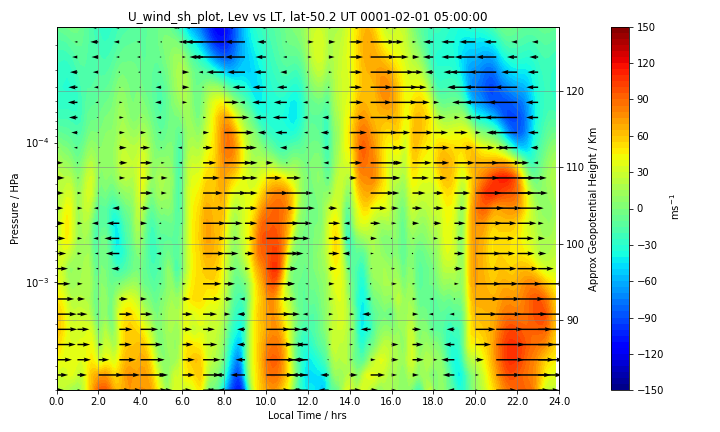 U_wind_sh_plot, Lev vs LT, lat-50.2 UT 0001-02-01 05:00:00
Pressure / HPa
10⁻⁴
10⁻³
0.0 2.0 4.0 6.0 8.0 10.0 12.0 14.0 16.0 18.0 20.0 22.0 24.0
Local Time / hrs
120
110
100
90
Approx Geopotential Height / Km
150
120
90
60
30
0
−30
−60
−90
−120
−150
ms⁻¹